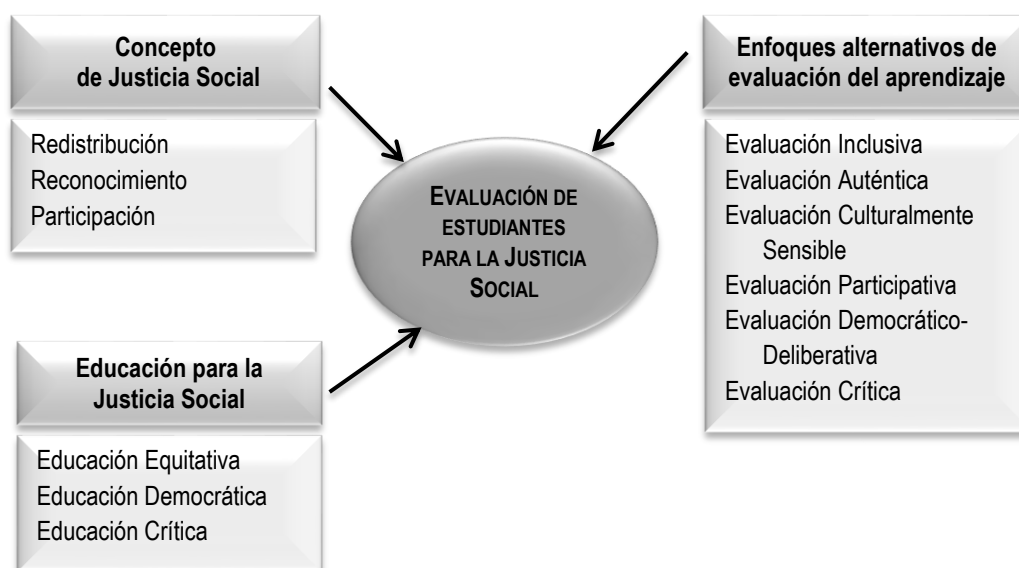 Concepto
de Justicia Social
Redistribución
Reconocimiento
Participación
EVALUACIÓN DE
ESTUDIANTES
PARA LA JUSTICIA
SOCIAL
Enfoques alternativos de
evaluación del aprendizaje
Evaluación Inclusiva
Evaluación Auténtica
Evaluación Culturalmente
Sensible
Evaluación Participativa
Evaluación Democrático-
Deliberativa
Evaluación Crítica
Educación para la
Justicia Social
Educación Equitativa
Educación Democrática
Educación Crítica